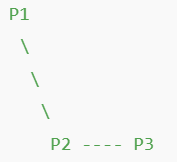 P1
\
\
\
P2 ---- P3